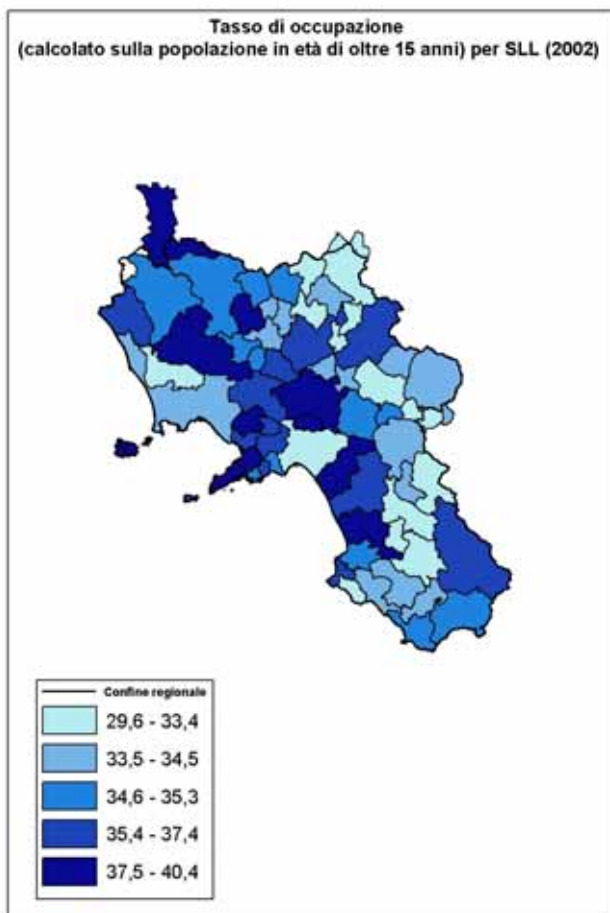 Tasso di occupazione
(calcolato sulla popolazione in età di oltre 15 anni) per SLL (2002)
Confine regionale
29,6 - 33,4
33,5 - 34,5
34,6 - 35,3
35,4 - 37,4
37,5 - 40,4